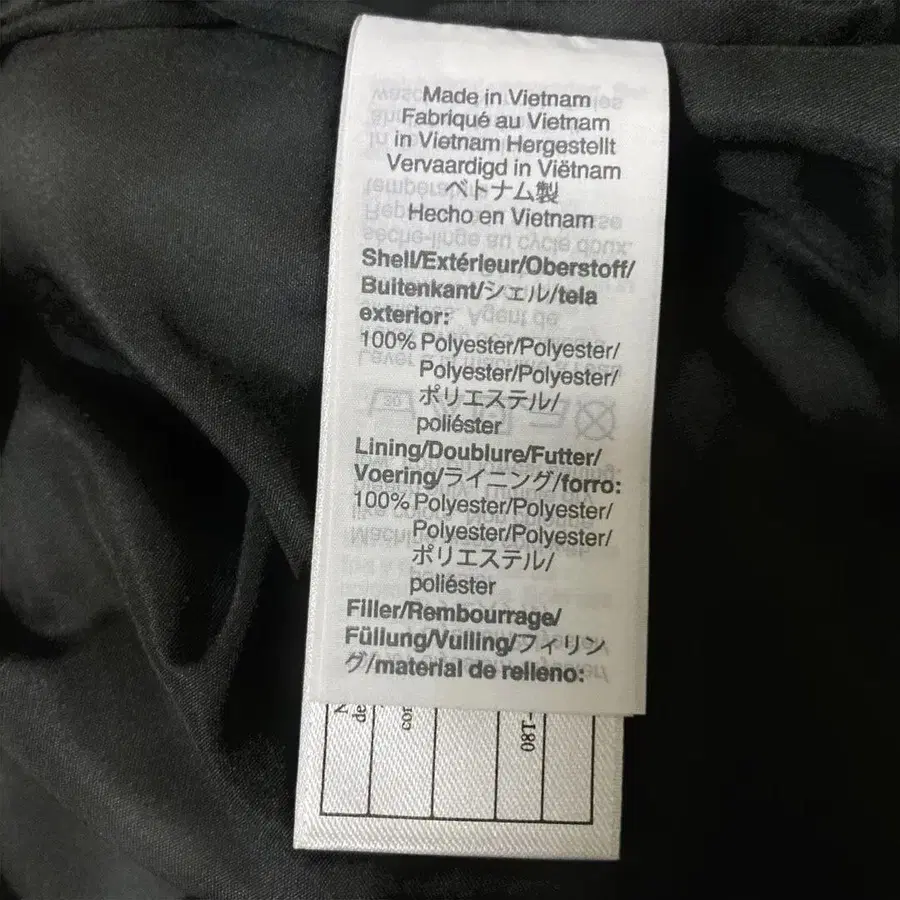 Made in Vietnam
Fabriqué au Vietnam
in Vietnam Hergestellt
Vervaardigd in Viëtnam
ベトナム製
Hecho en Vietnam
Shell/Extérieur/Oberstoff/
Buitenkant/シェル/tela
exterior:
100% Polyester/Polyester/
Polyester/Polyester/
ポリエステル/
poliéster
Lining/Doublure/Futter/
Voering/ライニング/forro:
100% Polyester/Polyester/
Polyester/Polyester/
ポリエステル/
poliéster
Filler/Rembourrage/
Füllung/Vulling/フィリン
グ/material de relleno: